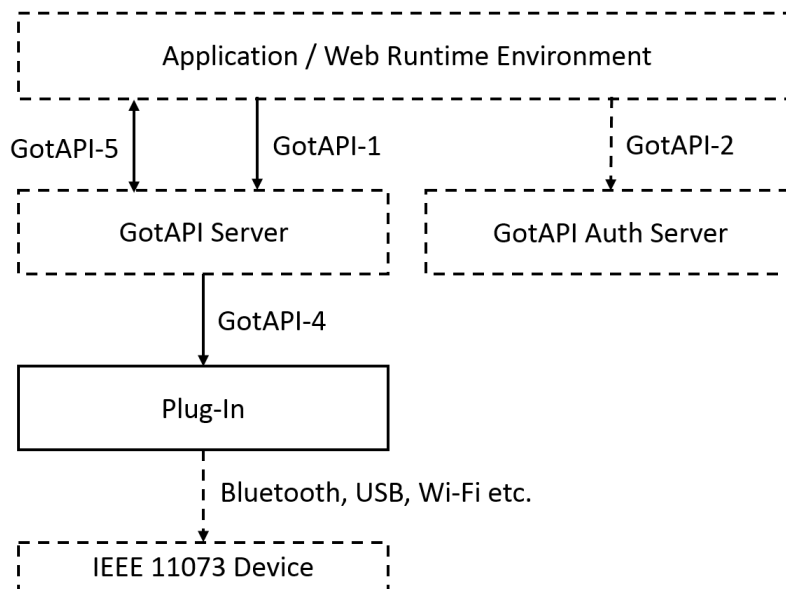 Application / Web Runtime Environment
GotAPI-5
GotAPI-1
GotAPI-2
GotAPI Server
GotAPI Auth Server
GotAPI-4
Plug-In
Bluetooth, USB, Wi-Fi etc.
IEEE 11073 Device